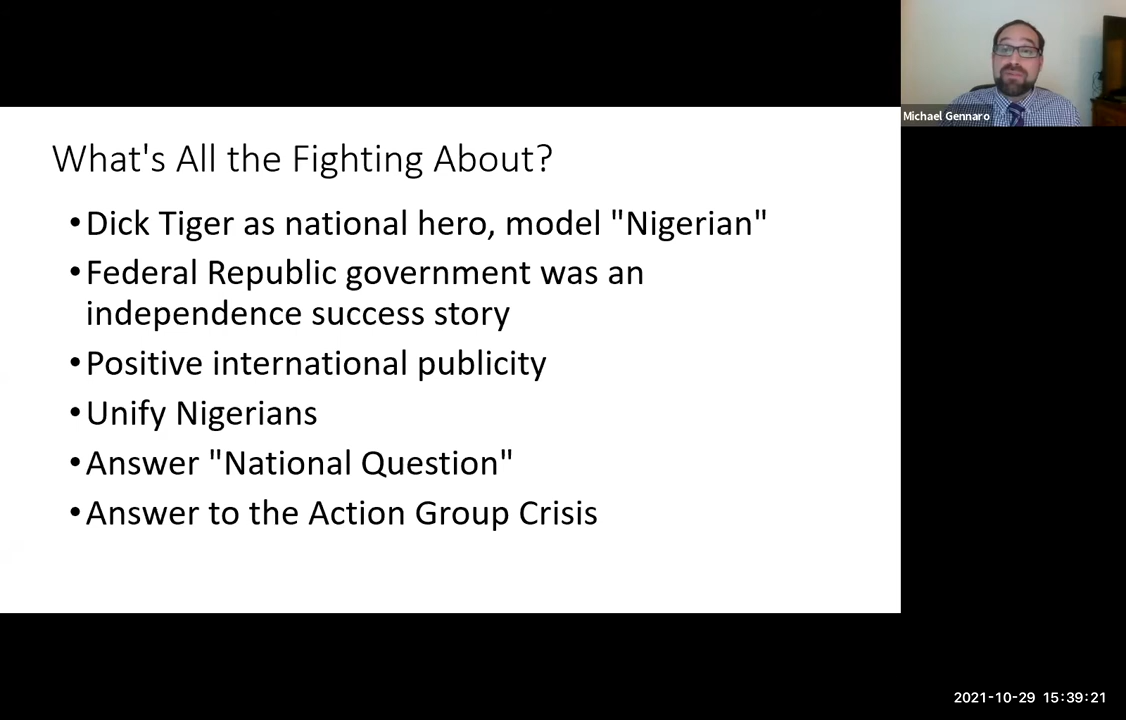 Michael Gennaro
What's All the Fighting About?
•Dick Tiger as national hero, model "Nigerian"
•Federal Republic government was an
independence success story
•Positive international publicity
•Unify Nigerians
•Answer "National Question"
•Answer to the Action Group Crisis
2021-10-29 15:39:21